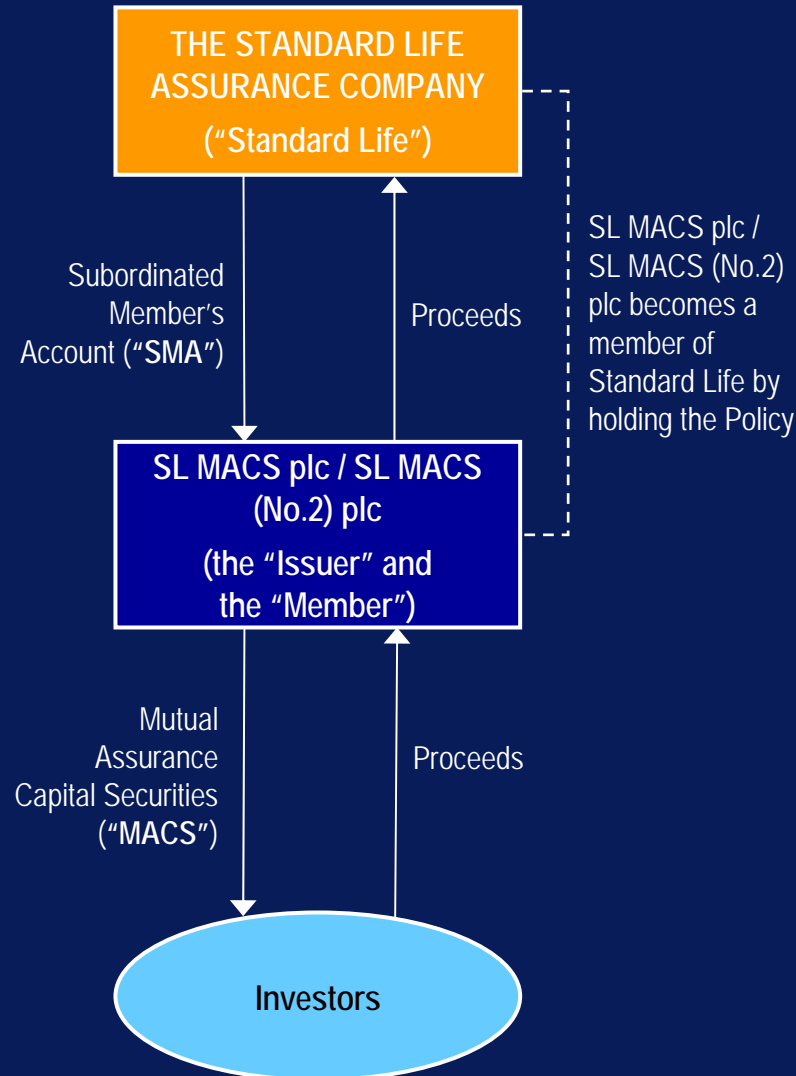 THE STANDARD LIFE
ASSURANCE COMPANY
(“Standard Life”)
Subordinated
Member’s
Account (“SMA”)
Proceeds
SL MACS plc /
SL MACS (No.2)
plc becomes a
member of
Standard Life by
holding the Policy
SL MACS plc / SL MACS
(No.2) plc
(the “Issuer” and
the “Member”)
Mutual
Assurance
Capital Securities
(“MACS”)
Proceeds
Investors